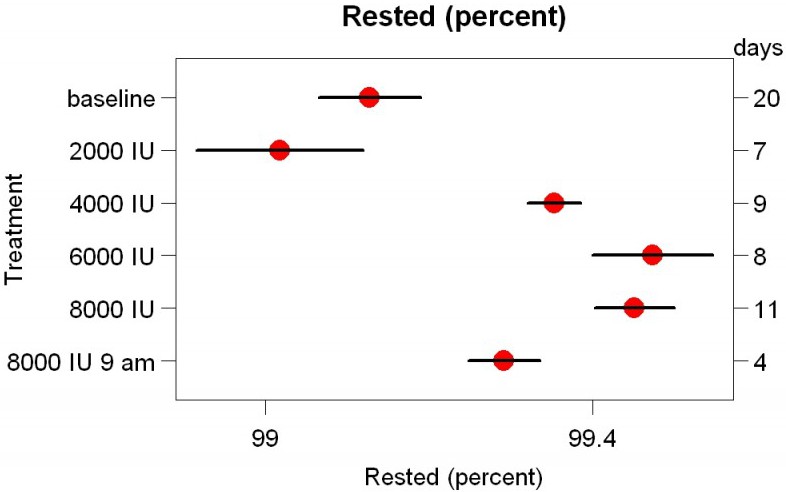 Rested (percent)
days
baseline 20
2000 IU 7
4000 IU 9
6000 IU 8
8000 IU 11
8000 IU 9 am 4
Treatment
99 99.4
Rested (percent)